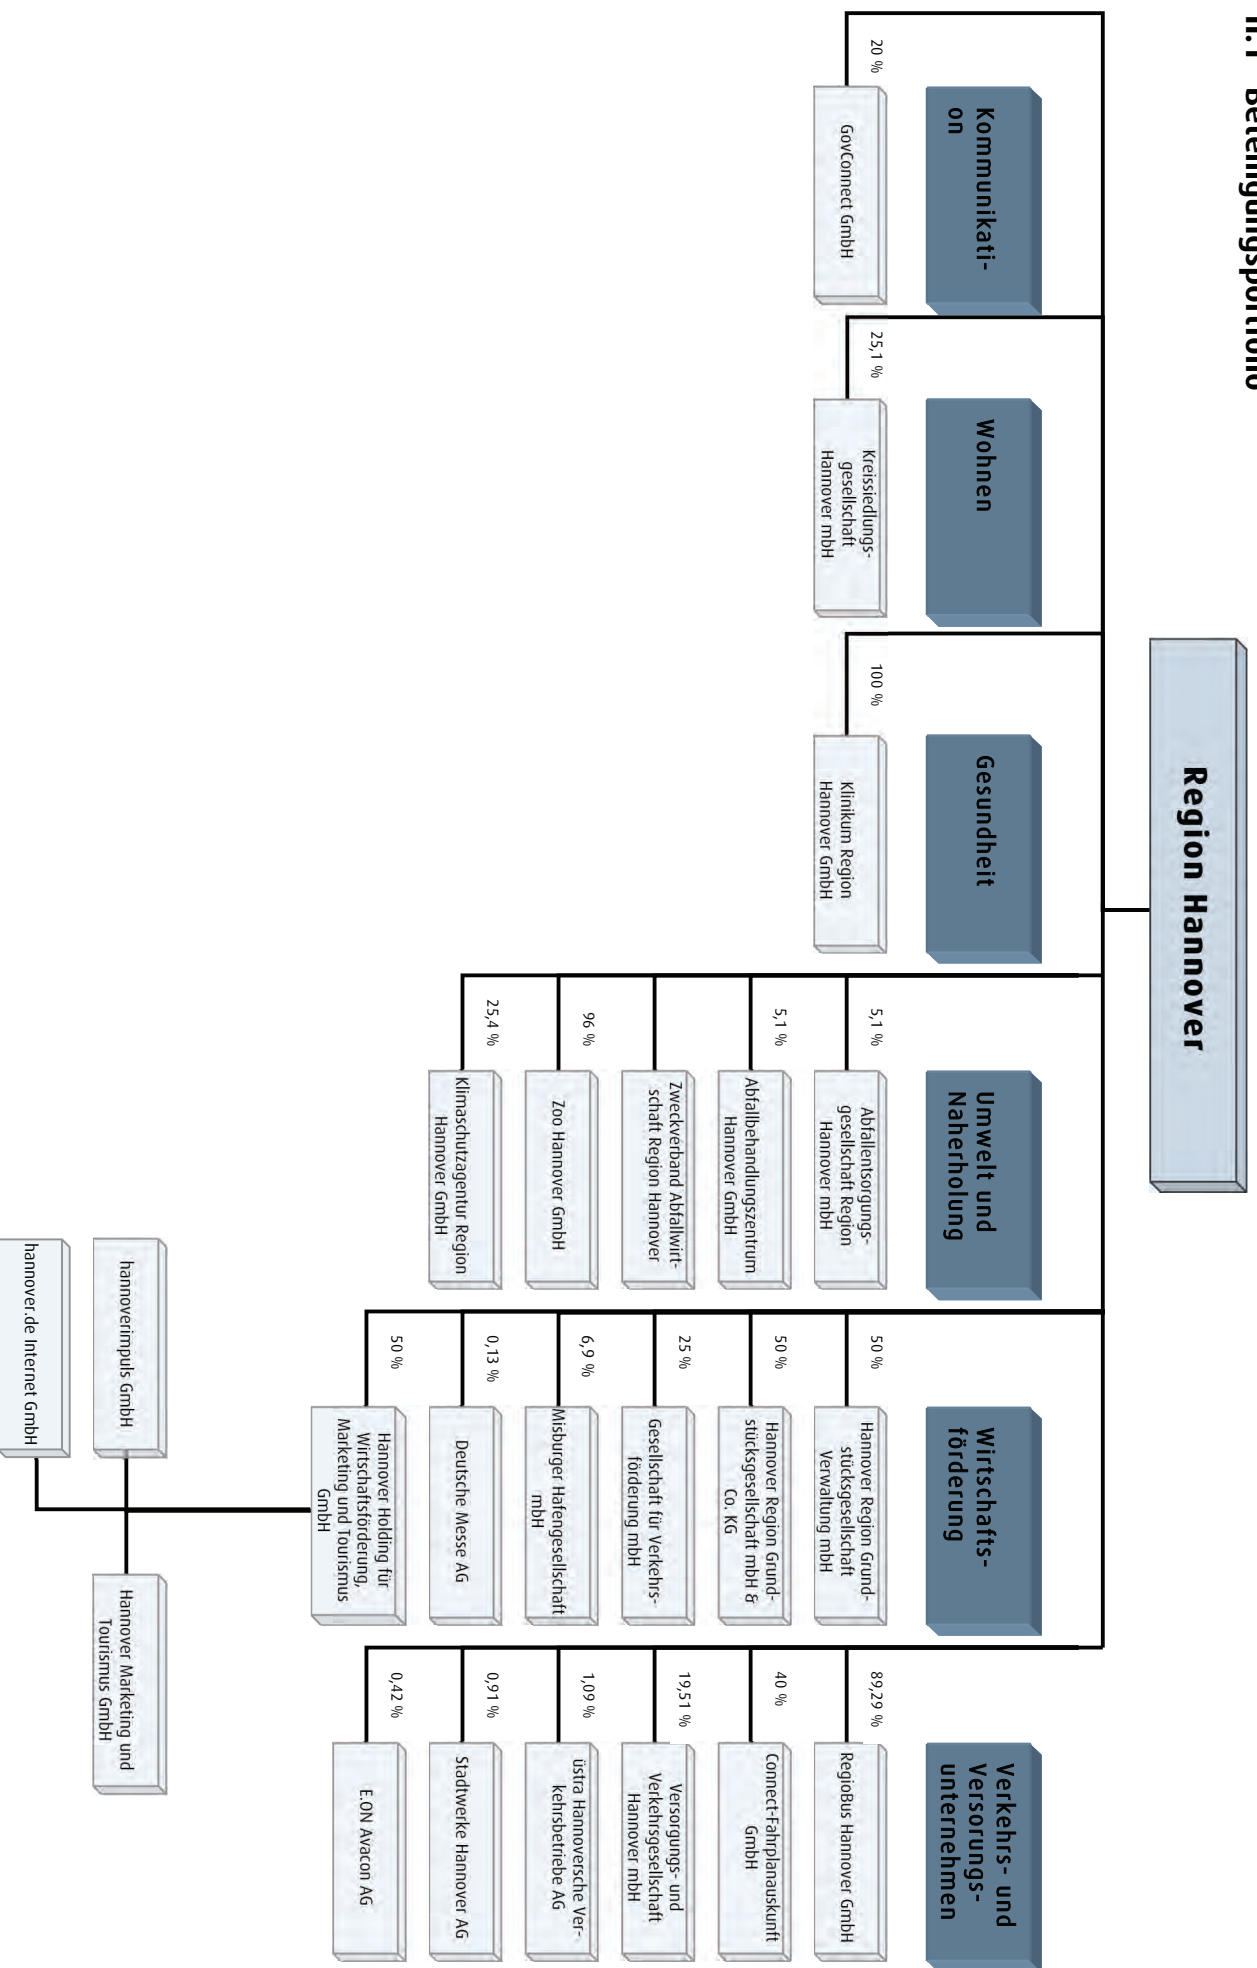 Beteiligungsportfolio
Region Hannover
Kommunikati-
on
20 %
GovConnect GmbH
Wohnen
25,1 %
Kreissiedlungs-
gesellschaft
Hannover mbH
Gesundheit
100 %
Klinikum Region
Hannover GmbH
Umwelt und
Naherholung
5,1 %
Abfallentsorgungs-
gesellschaft Region
Hannover mbH
5,1 %
Abfallbehandlungszentrum
Hannover GmbH
Zweckverband Abfallwirt-
schaft Region Hannover
96 %
Zoo Hannover GmbH
25,4 %
Klimaschutzagentur Region
Hannover GmbH
Wirtschafts-
förderung
50 %
Hannover Region Grund-
stücksgesellschaft
Verwaltung mbH
50 %
Hannover Region Grund-
stücksgesellschaft mbH &
Co. KG
25 %
Gesellschaft für Verkehrs-
förderung mbH
6,9 %
Misburger Hafengesellschaft
mbH
0,13 %
Deutsche Messe AG
50 %
Hannover Holding für
Wirtschaftsförderung,
Marketing und Tourismus
GmbH
hannoverimpuls GmbH
Hannover Marketing und
Tourismus GmbH
hannover.de Internet GmbH
Verkehrs- und
Versorungs-
unternehmen
89,29 %
RegioBus Hannover GmbH
40 %
Connect-Fahrplanauskunft
GmbH
19,51 %
Versorgungs- und
Verkehrsgesellschaft
Hannover mbH
1,09 %
üstra Hannoversche Ver-
kehrsbetriebe AG
0,91 %
Stadtwerke Hannover AG
0,42 %
E.ON Avacon AG